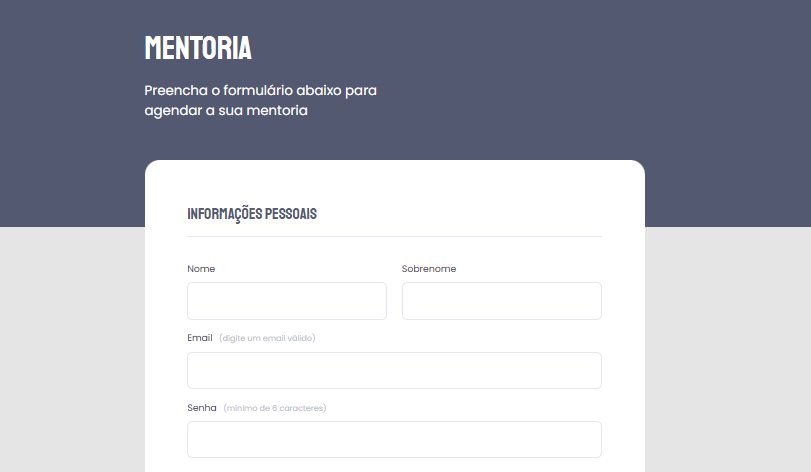 MENTORIA
Preencha o formulário abaixo para
agendar a sua mentoria
INFORMAÇÕES PESSOAIS
Nome
Sobrenome
Email (digite um email válido)
Senha (mínimo de 6 caracteres)